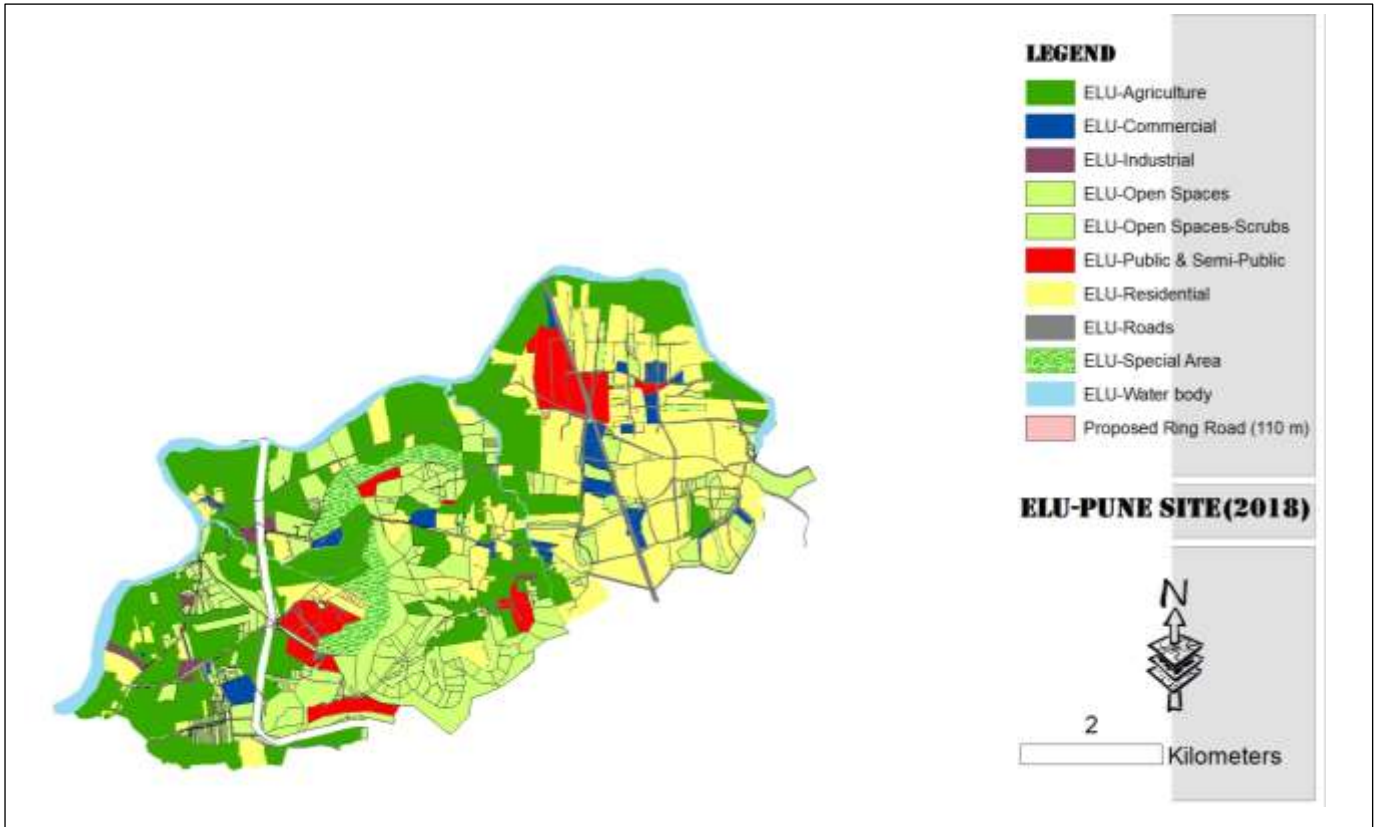 LEGEND
ELU-Agriculture
ELU-Commercial
ELU-Industrial
ELU-Open Spaces
ELU-Open Spaces-Scrubs
ELU-Public & Semi-Public
ELU-Residential
ELU-Roads
ELU-Special Area
ELU-Water body
Proposed Ring Road (110 m)
ELU-PUNE SITE(2018)
N
2
Kilometers